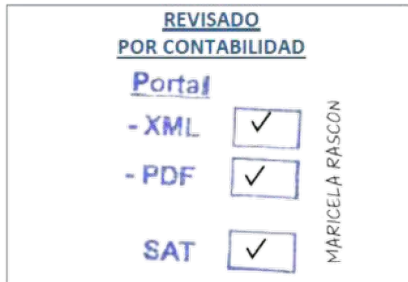 REVISADO
POR CONTABILIDAD
Portal
- XML ✓
- PDF ✓
SAT ✓
MARICELA RASCON